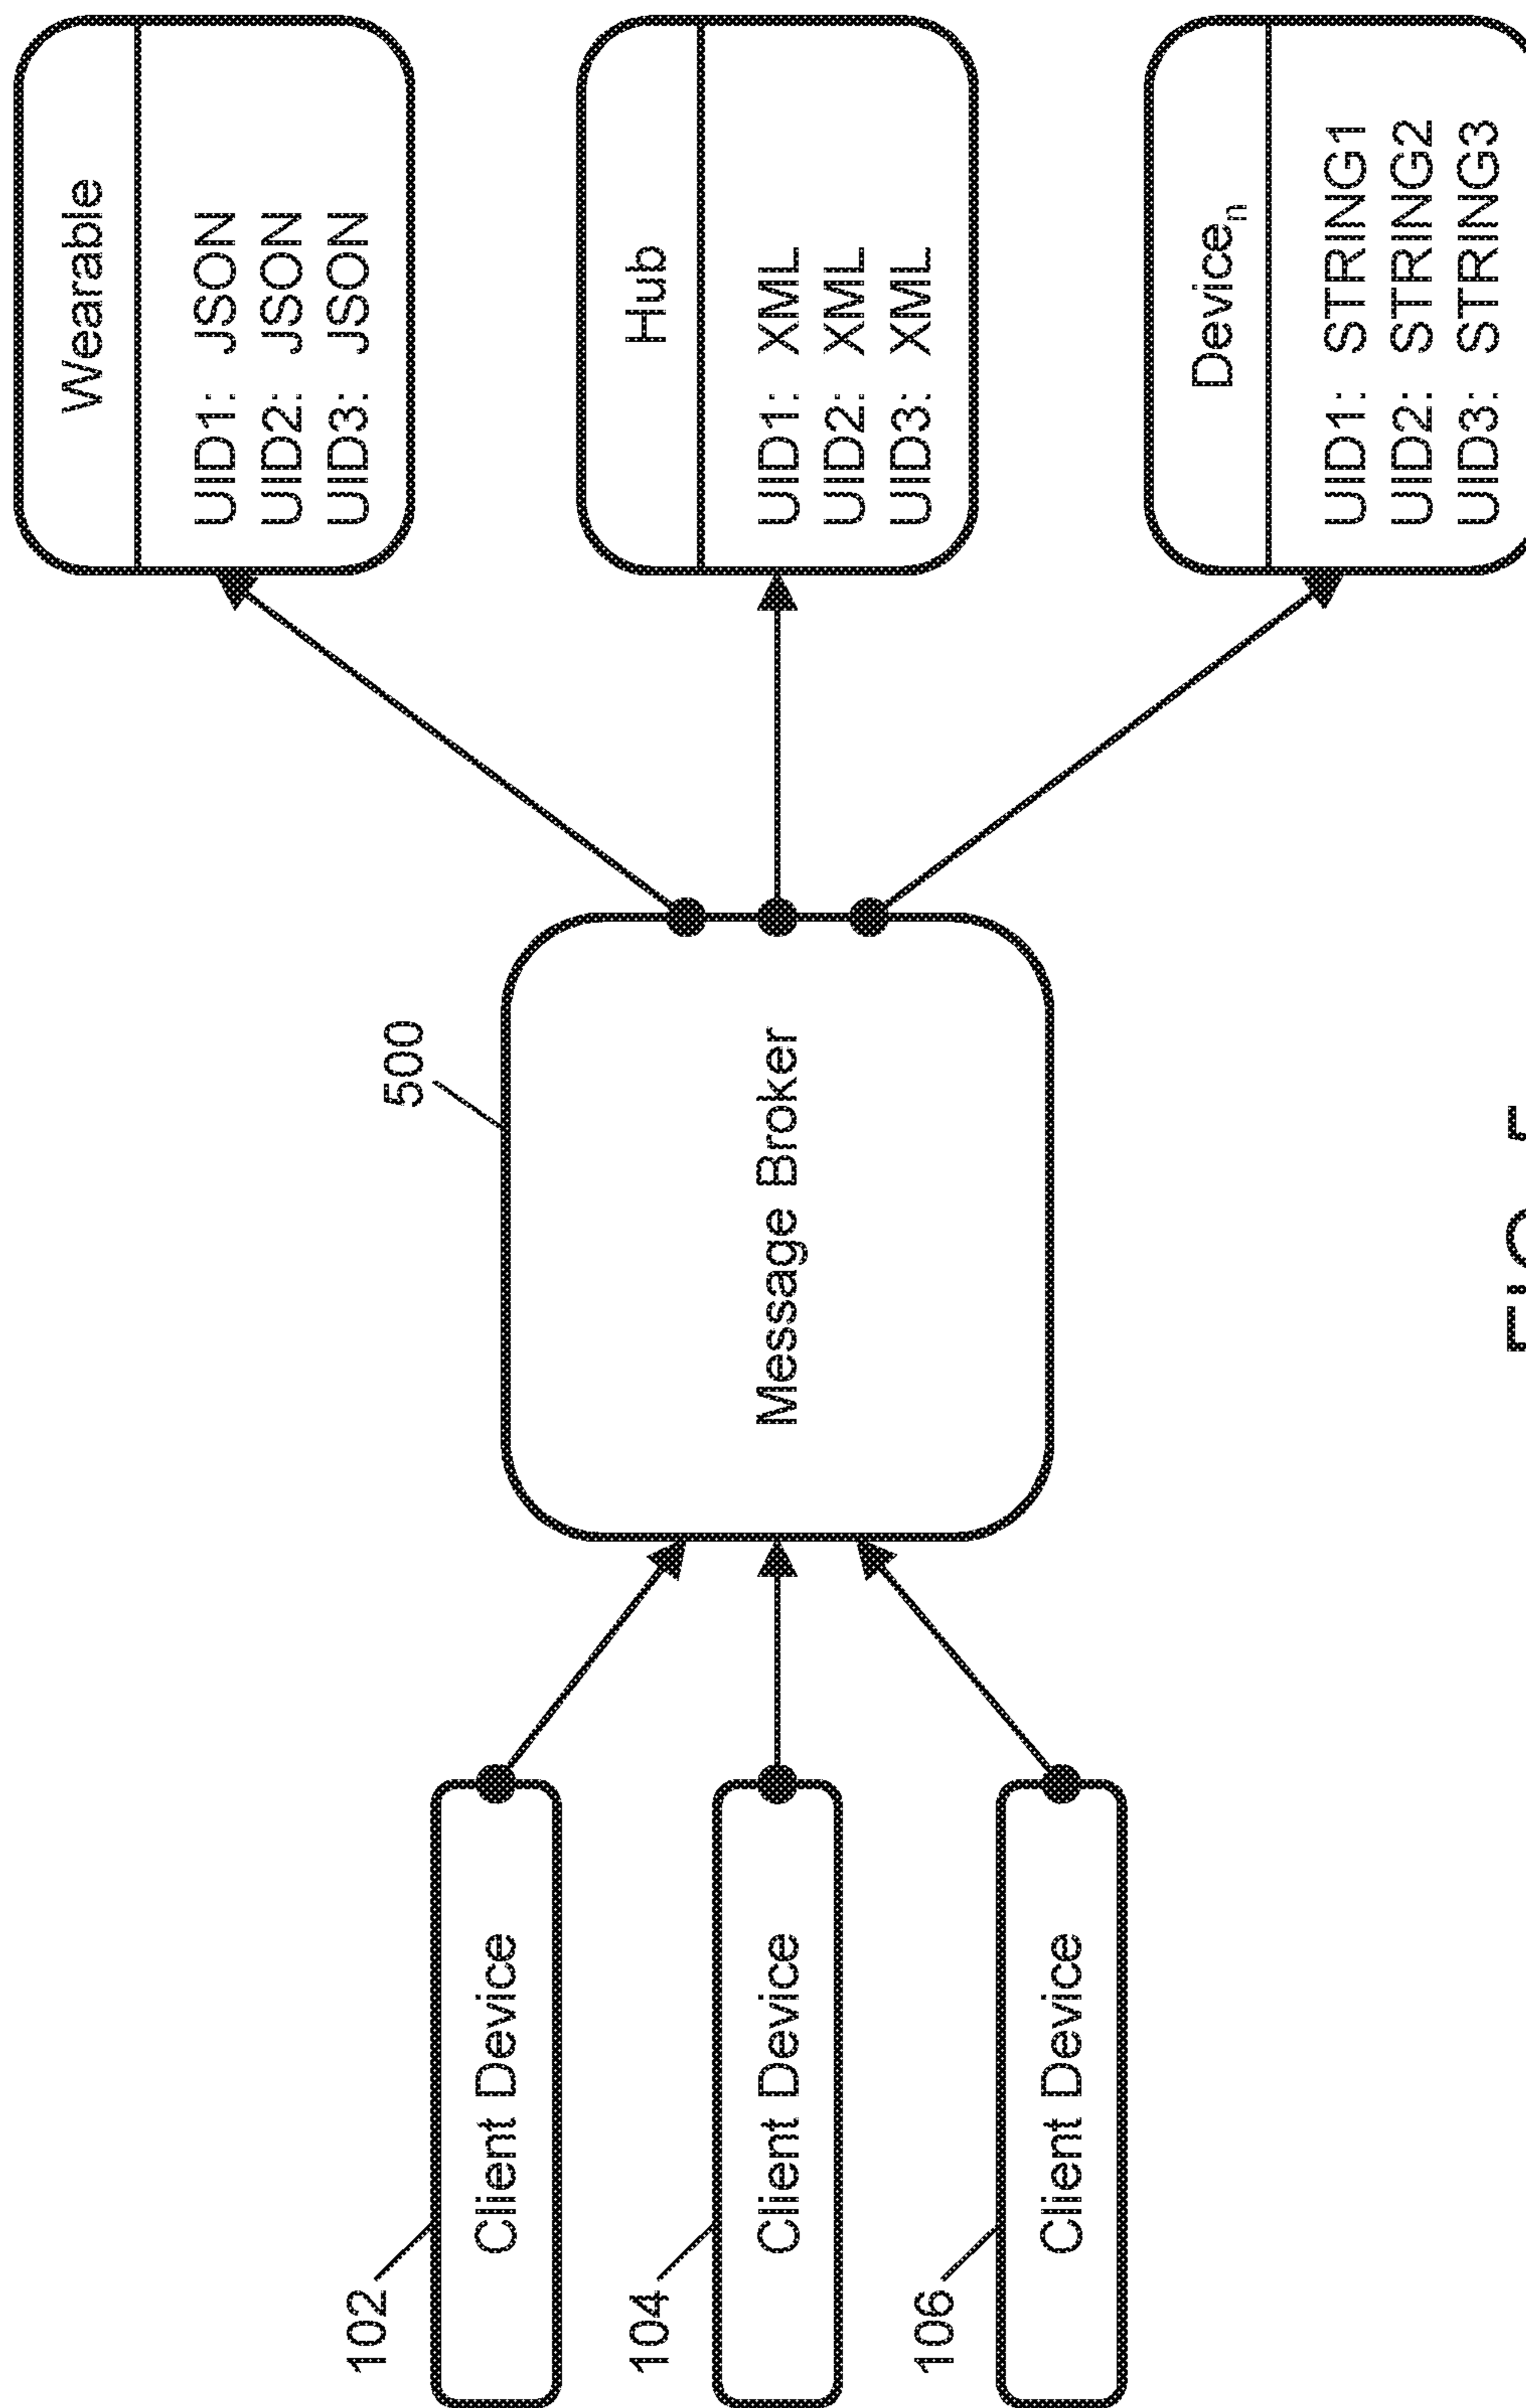 102
Client Device
104
Client Device
106
Client Device
500
Message Broker
Wearable
UID1: JSON
UID2: JSON
UID3: JSON
Hub
UID1: XML
UID2: XML
UID3: XML
Deviceₙ
UID1: STRING1
UID2: STRING2
UID3: STRING3